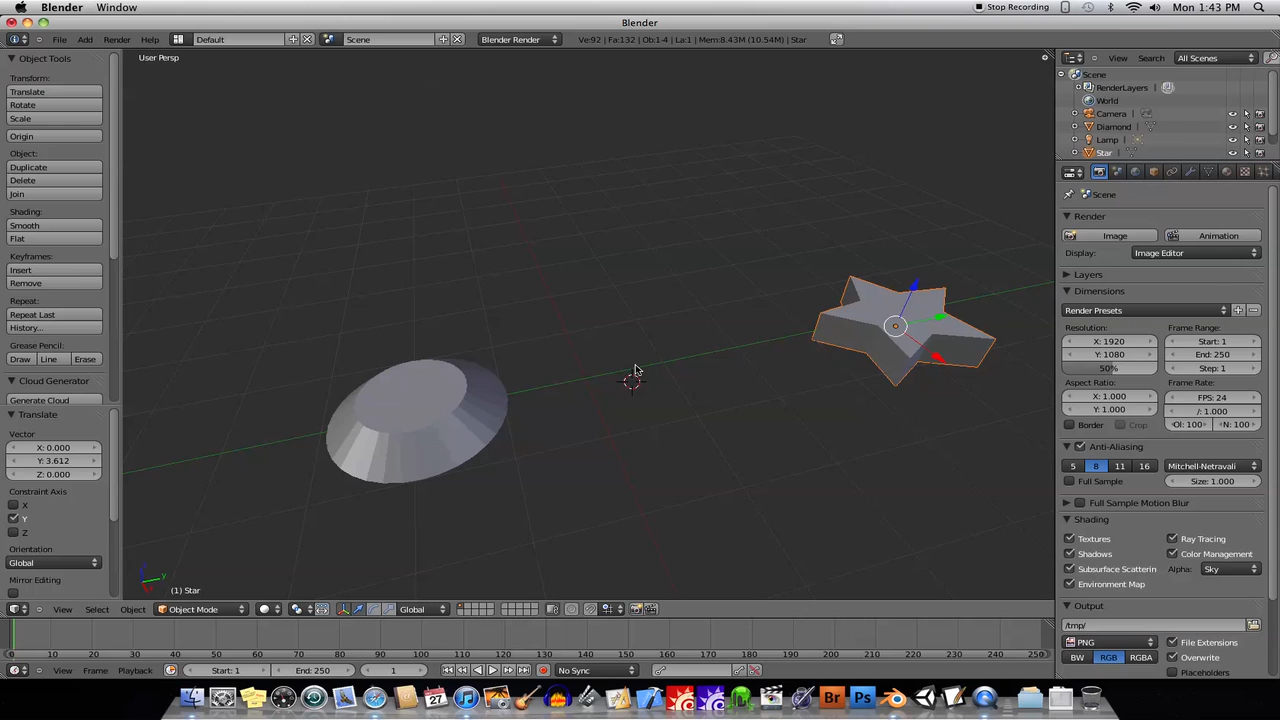 Blender Window Stop Recording Mon 1:43 PM
Blender
File Add Render Help Default Scene Blender Render Ve:92 | Fa:132 | Ob:1-4 | La:1 | Mem:8.43M (10.54M) | Star
Object Tools
Transform:
Translate
Rotate
Scale
Origin
Object:
Duplicate
Delete
Join
Shading:
Smooth
Flat
Keyframes:
Insert
Remove
Repeat:
Repeat Last
History...
Grease Pencil:
Draw Line Erase
Cloud Generator
Generate Cloud
Translate
Vector
X: 0.000
Y: 3.612
Z: 0.000
Constraint Axis
X
Y
Z
Orientation
Global
Mirror Editing
User Persp
(1) Star
View Select Object Object Mode Global
0 10 20 30 40 50 60 70 80 90 100 110 120 130 140 150 160 170 180 190 200 210 220 230 240 250
View Frame Playback Start: 1 End: 250 1 No Sync
View Search All Scenes
Scene
RenderLayers
World
Camera
Diamond
Lamp
Star
Scene
Render
Image Animation
Display: Image Editor
Layers
Dimensions
Render Presets
Resolution: Frame Range:
X: 1920 Start: 1
Y: 1080 End: 250
50% Step: 1
Aspect Ratio: Frame Rate:
X: 1.000 FPS: 24
Y: 1.000 /: 1.000
Border Crop Ol: 100 N: 100
Anti-Aliasing
5 8 11 16 Mitchell-Netravali
Full Sample Size: 1.000
Full Sample Motion Blur
Shading
Textures Ray Tracing
Shadows Color Management
Subsurface Scatterin Alpha: Sky
Environment Map
Output
/tmp/
PNG File Extensions
BW RGB RGBA Overwrite
Placeholders
27 Br Ps